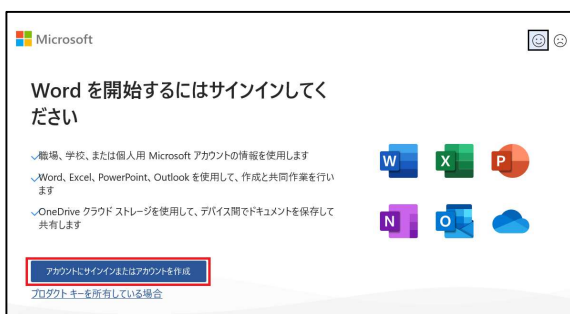 Microsoft
Word を開始するにはサインインしてく
ださい
職場、学校、または個人用 Microsoft アカウントの情報を使用します
Word、Excel、PowerPoint、Outlook を使用して、作成と共同作業を行い
ます
OneDrive クラウド ストレージを使用して、デバイス間でドキュメントを保存して
共有します
W X P
N O
アカウントにサインインまたはアカウントを作成
プロダクト キーを所有している場合